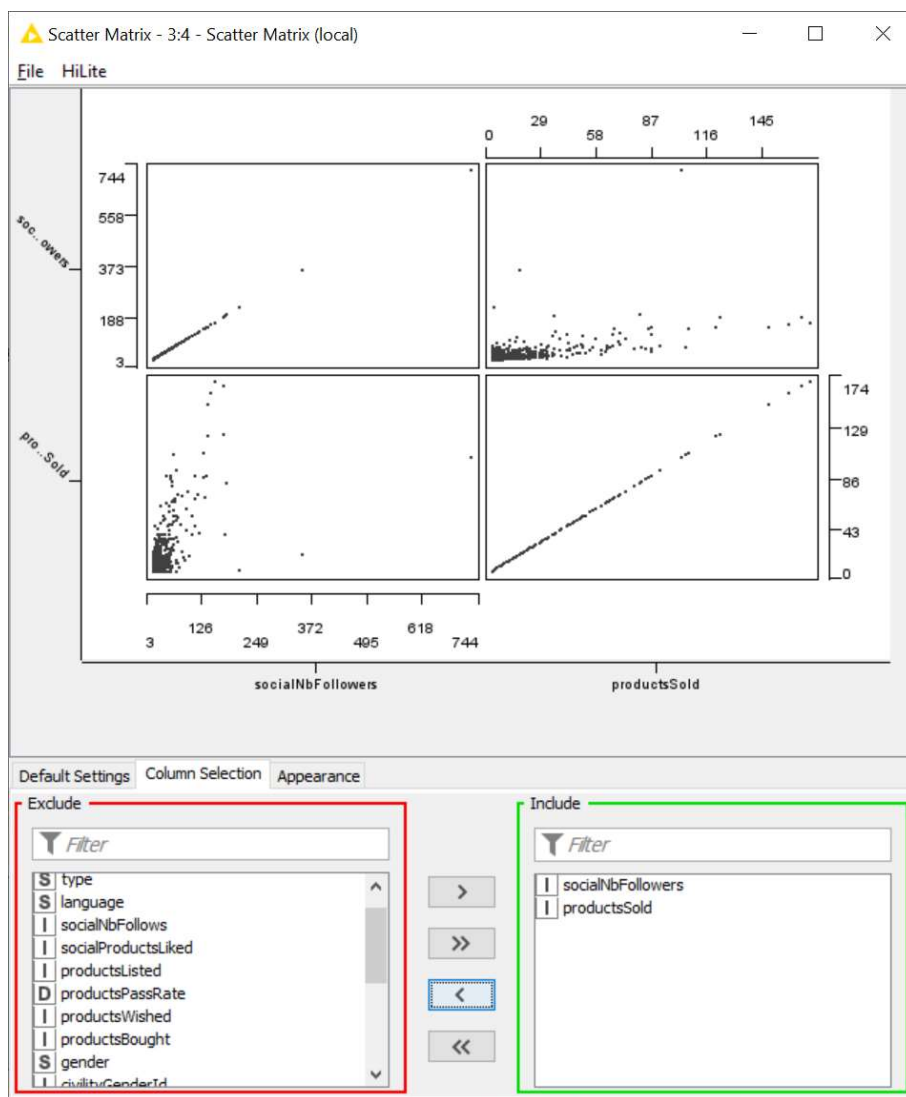 Scatter Matrix - 3:4 - Scatter Matrix (local)
File HiLite
0 29 58 87 116 145
soc..owers
744
558
373
188
3
pro..Sold
174
129
86
43
0
3 126 249 372 495 618 744
socialNbFollowers productsSold
Default Settings Column Selection Appearance
Exclude
Filter
S type
S language
I socialNbFollows
I socialProductsLiked
I productsListed
D productsPassRate
I productsWished
I productsBought
S gender
I civilityGenderId
>
>>
<
<<
Include
Filter
I socialNbFollowers
I productsSold